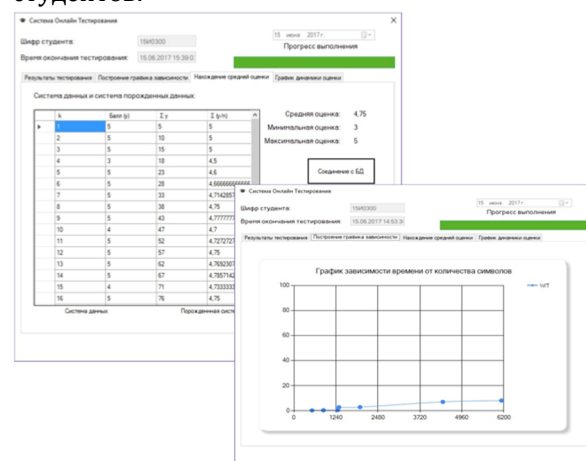 студентов.
Система Онлайн Тестирования
Шифр студента: 15И0300 15 июня 2017г.
Прогресс выполнения
Время окончания тестирования: 15.06.2017 15:39:0
Результаты тестирования Построение графика зависимости Нахождение средней оценки График динамики оценки
Система данных и система порожденных данных:
k Балл (y) Σ y Σ (y/n)
1 5 5 5
2 5 10 5
3 5 15 5
4 3 18 4,5
5 5 23 4,6
6 5 28 4,66666666666
7 5 33 4,7142857
8 5 38 4,75
9 5 43 4,7777777
10 4 47 4,7
11 5 52 4,7272727
12 5 57 4,75
13 5 62 4,7692307
14 5 67 4,7857142
15 4 71 4,7333333
16 5 76 4,75
Система данных Порожденная систе
Средняя оценка: 4,75
Минимальная оценка: 3
Максимальная оценка: 5
Соединение с БД
Система Онлайн Тестирования
Шифр студента: 15И0300 15 июня 2017г.
Прогресс выполнения
Время окончания тестирования: 15.06.2017 14:53:3
Результаты тестирования Построение графика зависимости Нахождение средней оценки График динамики оценки
График зависимости времени от количества символов
100
80
60
40
20
0
0 1240 2480 3720 4960 6200
V/T